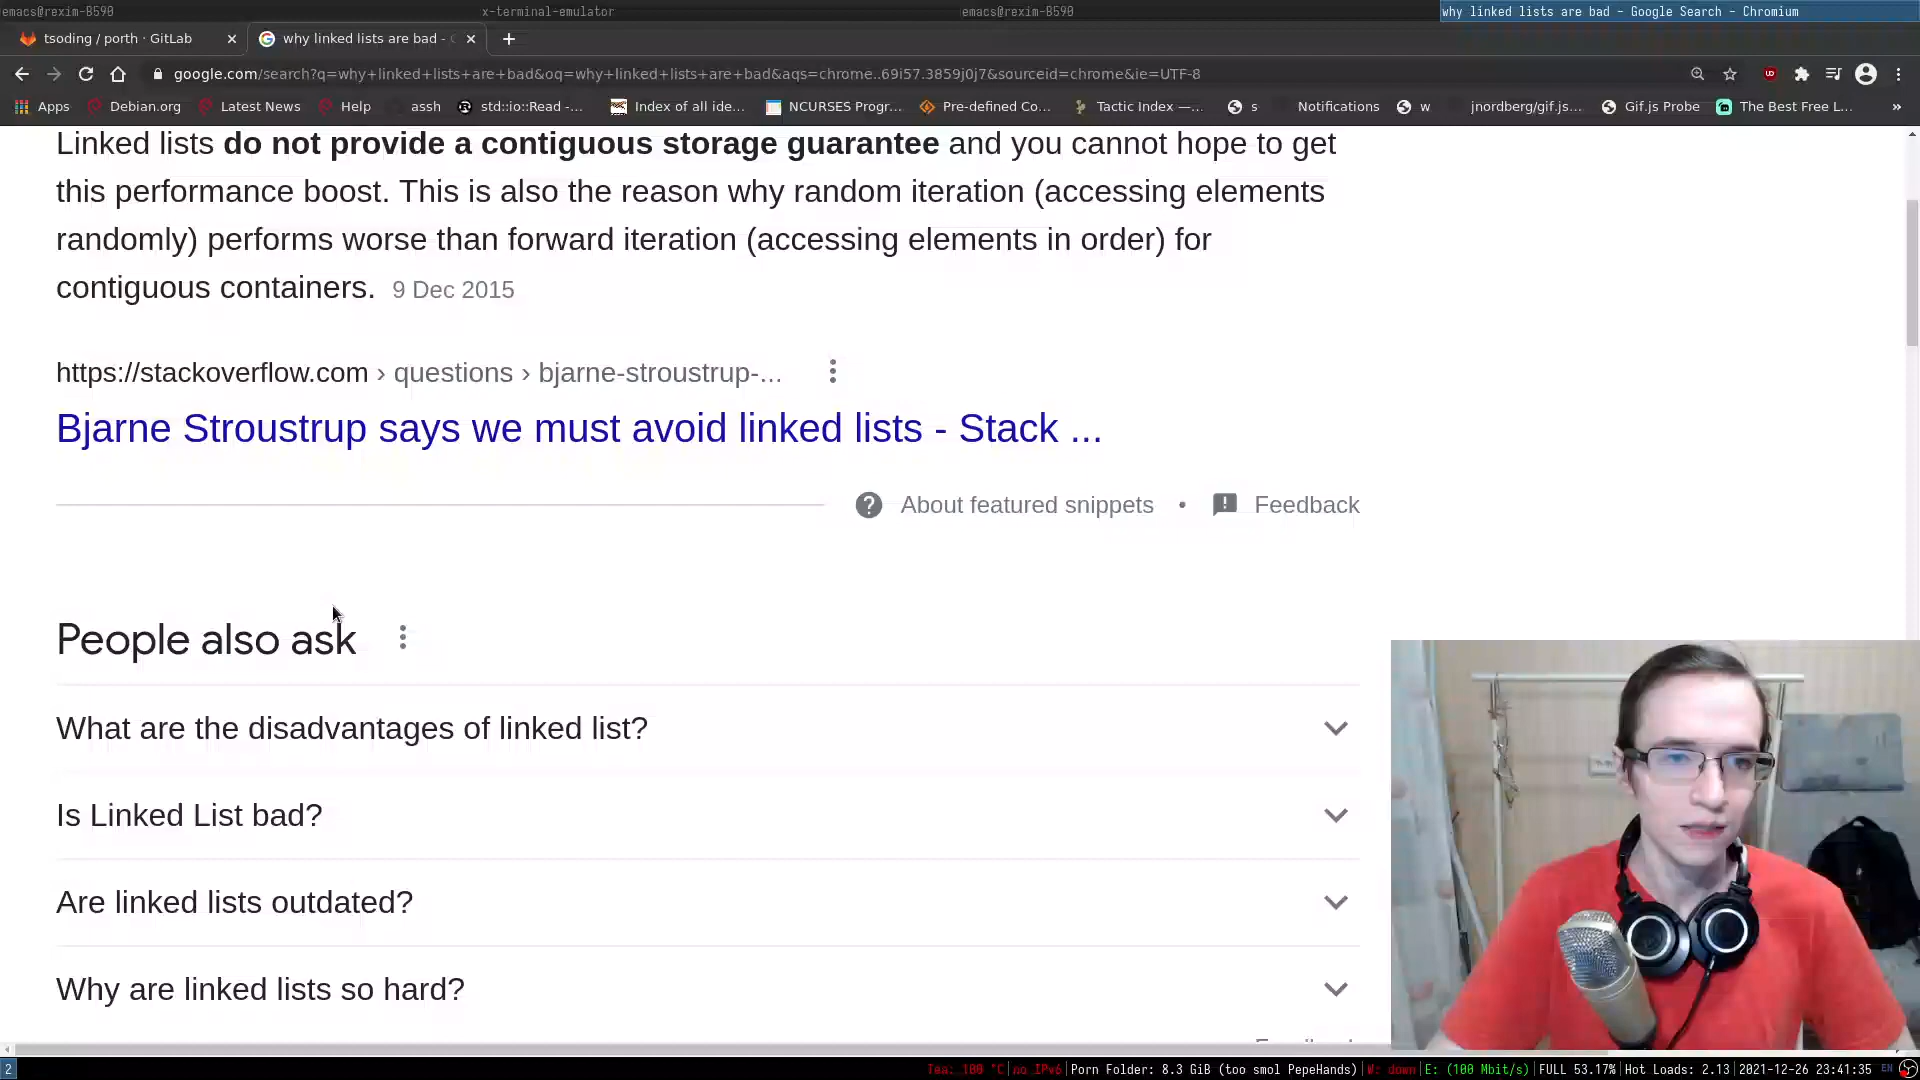 emacs@rexim-B590 x-terminal-emulator emacs@rexim-B590 why linked lists are bad - Google Search - Chromium
tsoding / porth · GitLab why linked lists are bad -
google.com/search?q=why+linked+lists+are+bad&oq=why+linked+lists+are+bad&aqs=chrome..69i57.3859j0j7&sourceid=chrome&ie=UTF-8
Apps Debian.org Latest News Help assh std::io::Read -... Index of all ide... NCURSES Progr... Pre-defined Co... Tactic Index —... s Notifications w jnordberg/gif.js... Gif.js Probe The Best Free L... »
Linked lists do not provide a contiguous storage guarantee and you cannot hope to get
this performance boost. This is also the reason why random iteration (accessing elements
randomly) performs worse than forward iteration (accessing elements in order) for
contiguous containers. 9 Dec 2015
https://stackoverflow.com › questions › bjarne-stroustrup-...
Bjarne Stroustrup says we must avoid linked lists - Stack ...
About featured snippets • Feedback
People also ask
What are the disadvantages of linked list?
Is Linked List bad?
Are linked lists outdated?
Why are linked lists so hard?
2 Tea: 100 °C|no IPv6|Porn Folder: 8.3 GiB (too smol PepeHands)|W: down|E: (100 Mbit/s)|FULL 53.17%|Hot Loads: 2.13|2021-12-26 23:41:35 EN